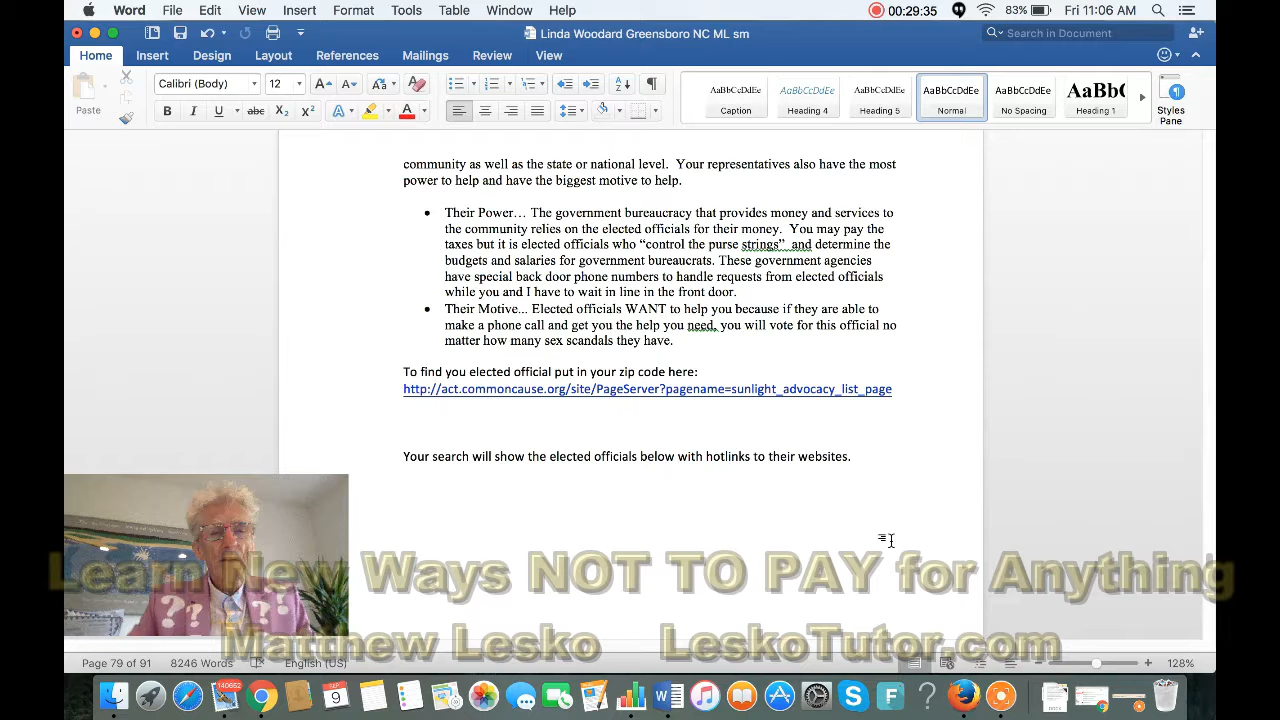 Word File Edit View Insert Format Tools Table Window Help 00:29:35 83% Fri 11:06 AM
Linda Woodard Greensboro NC ML sm Search in Document
Home Insert Design Layout References Mailings Review View
Calibri (Body) 12
Paste
AaBbCcDdEe AaBbCcDdEe AaBbCcDdEe AaBbCcDdEe AaBbCcDdEe AaBb(
Caption Heading 4 Heading 5 Normal No Spacing Heading 1 Styles Pane
community as well as the state or national level. Your representatives also have the most
power to help and have the biggest motive to help.
• Their Power… The government bureaucracy that provides money and services to
the community relies on the elected officials for their money. You may pay the
taxes but it is elected officials who “control the purse strings” and determine the
budgets and salaries for government bureaucrats. These government agencies
have special back door phone numbers to handle requests from elected officials
while you and I have to wait in line in the front door.
• Their Motive... Elected officials WANT to help you because if they are able to
make a phone call and get you the help you need, you will vote for this official no
matter how many sex scandals they have.
To find you elected official put in your zip code here:
http://act.commoncause.org/site/PageServer?pagename=sunlight_advocacy_list_page
Your search will show the elected officials below with hotlinks to their websites.
Learn New Ways NOT TO PAY for Anything
Matthew Lesko LeskoTutor.com
Page 79 of 91 8246 Words English (US) 128%
140652
SEP
9